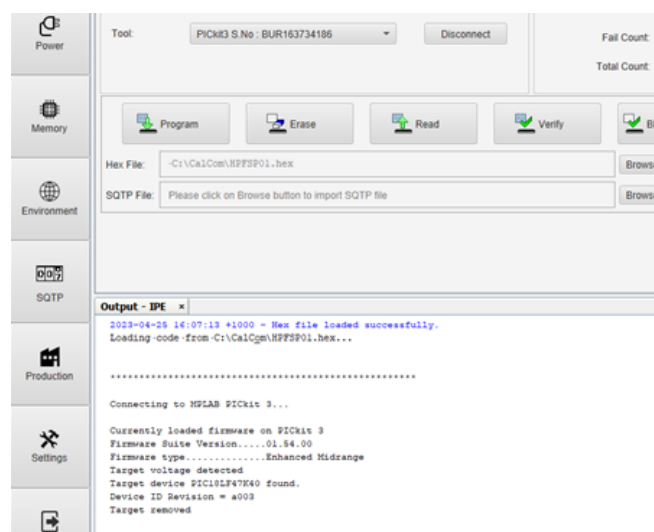 Power
Tool:
PICkit3 S.No : BUR163734186
Disconnect
Fail Count:
Total Count:
Memory
Program
Erase
Read
Verify
Bl
Hex File:
C:\CalCom\HPFSP01.hex
Browse
SQTP File:
Please click on Browse button to import SQTP file
Browse
Environment
SQTP
Production
Settings
Output - IPE ×
2023-04-25 16:07:13 +1000 - Hex file loaded successfully.
Loading code from C:\CalCom\HPFSP01.hex...
*****************************************************
Connecting to MPLAB PICkit 3...
Currently loaded firmware on PICkit 3
Firmware Suite Version.....01.54.00
Firmware type..............Enhanced Midrange
Target voltage detected
Target device PIC18LF47K40 found.
Device ID Revision = a003
Target removed